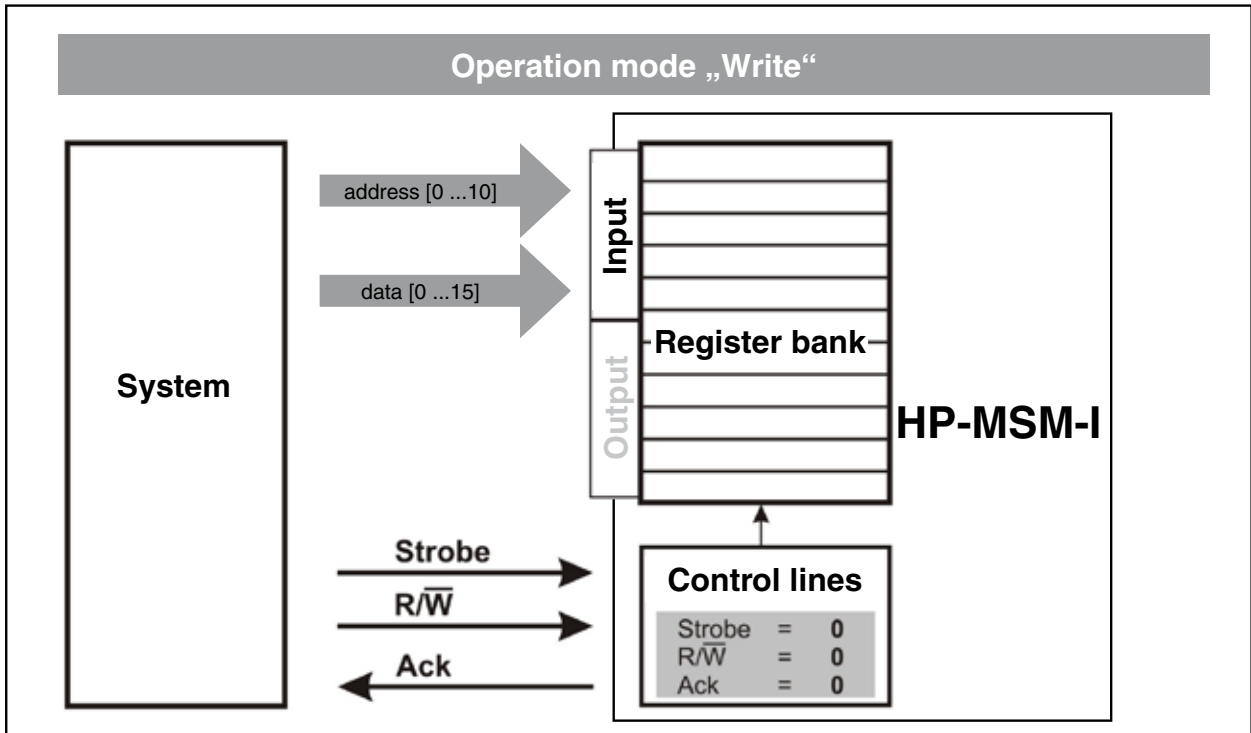 Operation mode „Write“
address [0 ...10]
data [0 ...15]
System
Input
Output
Register bank
HP-MSM-I
Strobe
R/W̅
Ack
Control lines
Strobe = 0
R/W̅ = 0
Ack = 0